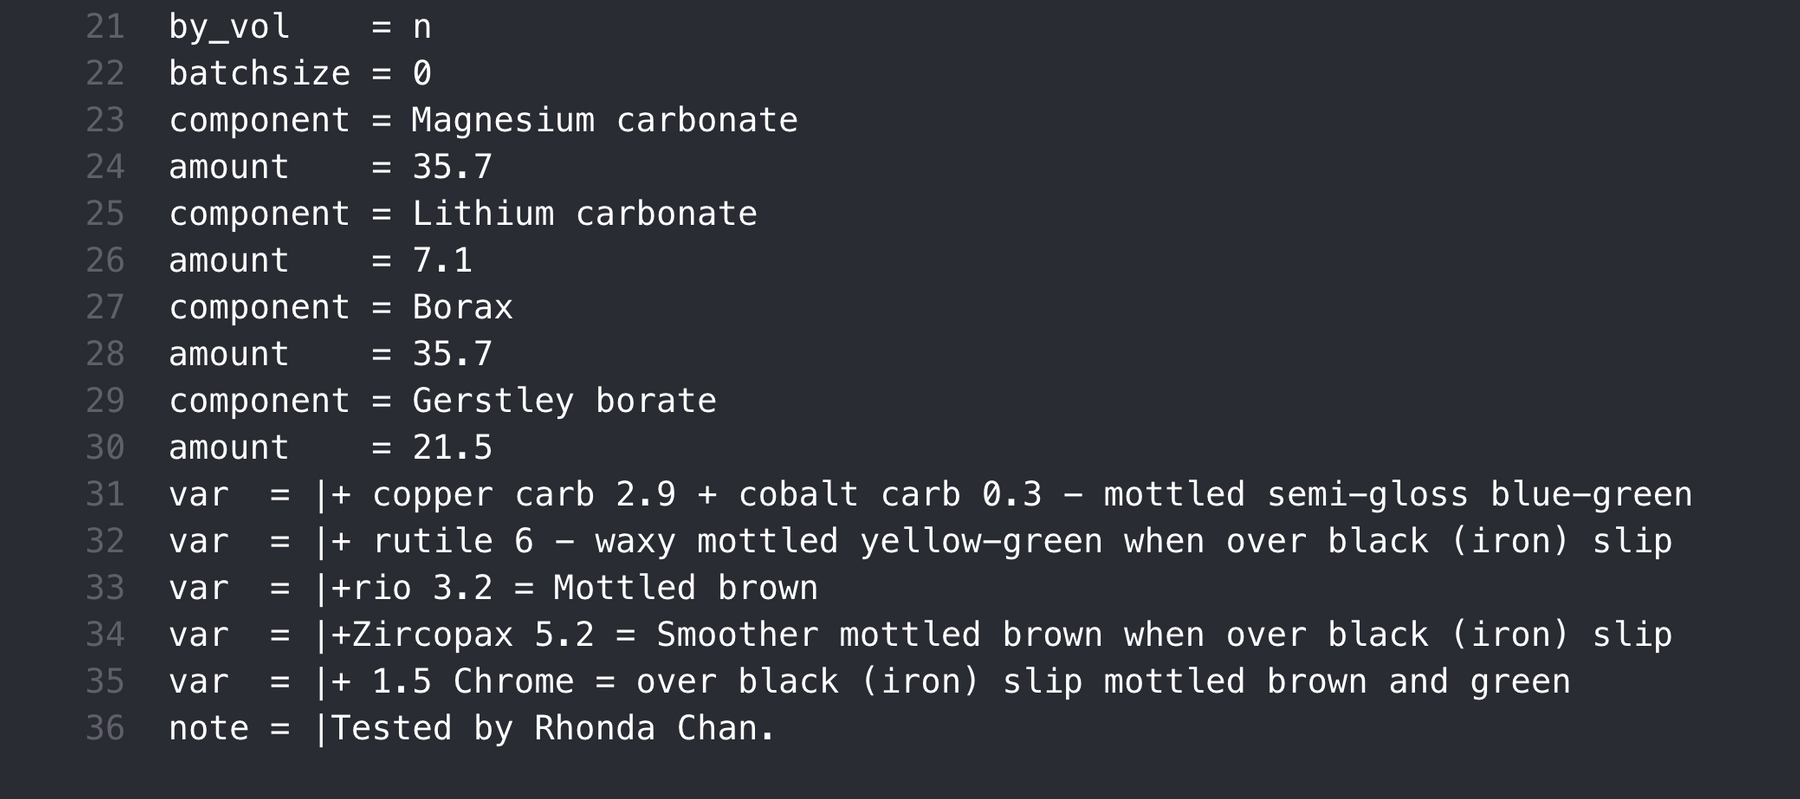 21 by_vol    = n
22 batchsize = 0
23 component = Magnesium carbonate
24 amount    = 35.7
25 component = Lithium carbonate
26 amount    = 7.1
27 component = Borax
28 amount    = 35.7
29 component = Gerstley borate
30 amount    = 21.5
31 var  = |+ copper carb 2.9 + cobalt carb 0.3 - mottled semi-gloss blue-green
32 var  = |+ rutile 6 - waxy mottled yellow-green when over black (iron) slip
33 var  = |+rio 3.2 = Mottled brown
34 var  = |+Zircopax 5.2 = Smoother mottled brown when over black (iron) slip
35 var  = |+ 1.5 Chrome = over black (iron) slip mottled brown and green
36 note = |Tested by Rhonda Chan.